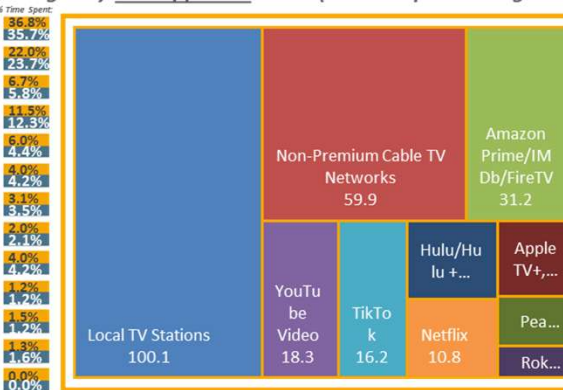 % Time Spent:
36.8%
35.7%
22.0%
23.7%
6.7%
5.8%
11.5%
12.3%
6.0%
4.4%
4.0%
4.2%
3.1%
3.5%
2.0%
2.1%
4.0%
4.2%
1.2%
1.2%
1.5%
1.2%
1.3%
1.6%
0.0%
0.0%
Local TV Stations
100.1
Non-Premium Cable TV
Networks
59.9
Amazon
Prime/IM
Db/FireTV
31.2
YouTu
be
Video
18.3
TikTo
k
16.2
Hulu/Hu
lu +...
Netflix
10.8
Apple
TV+,...
Pea...
Rok...